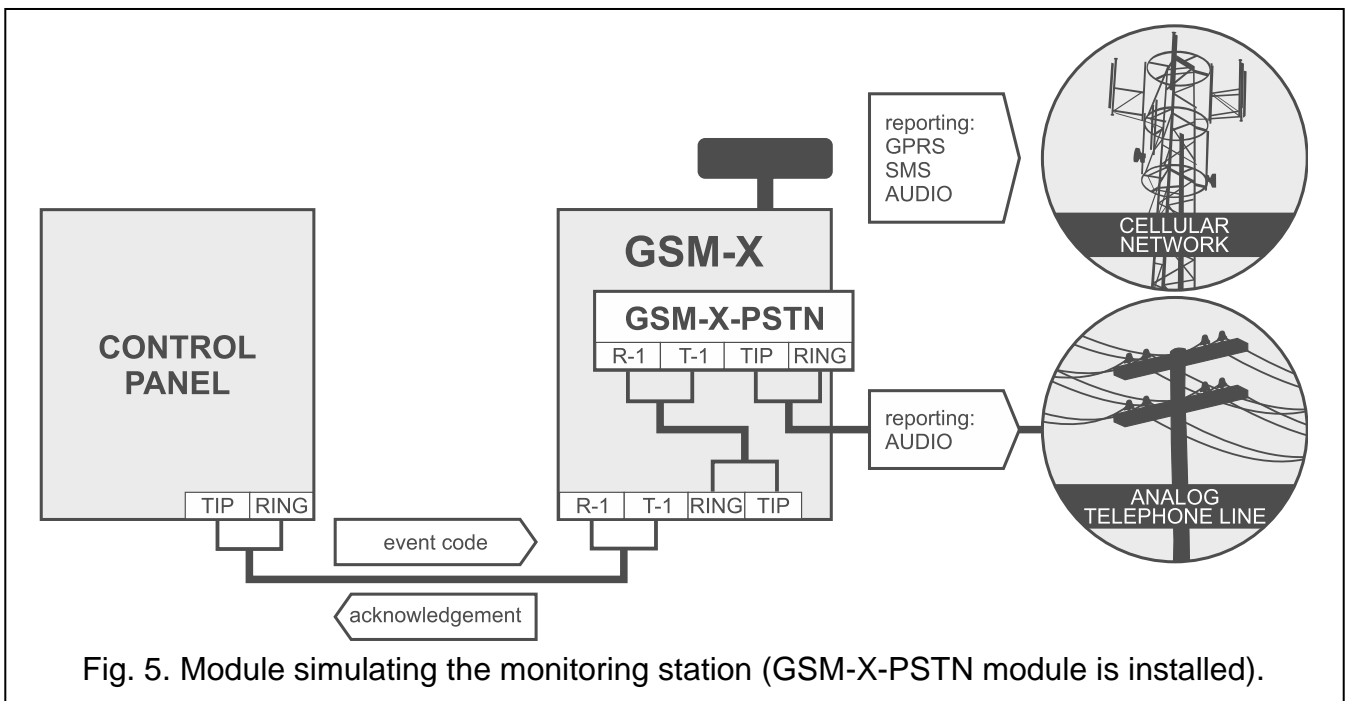 reporting:
GPRS
SMS
AUDIO
CELLULAR
NETWORK
GSM-X
GSM-X-PSTN
R-1 T-1 TIP RING
CONTROL
PANEL
reporting:
AUDIO
ANALOG
TELEPHONE LINE
TIP RING
R-1 T-1 RING TIP
event code
acknowledgement
Fig. 5. Module simulating the monitoring station (GSM-X-PSTN module is installed).